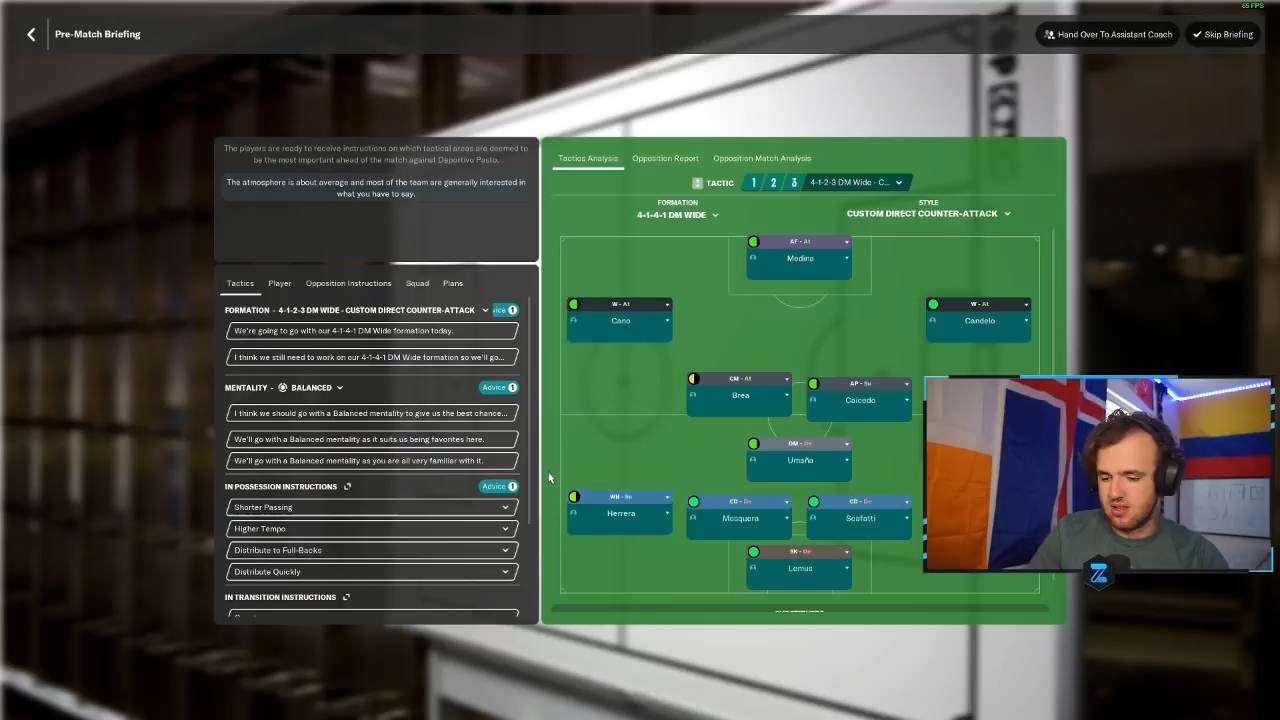 65 FPS
Pre-Match Briefing
Hand Over To Assistant Coach
Skip Briefing
The players are ready to receive instructions on which tactical areas are deemed
to be the most important ahead of the match against Deportivo Pasto.
The atmosphere is about average and most of the team are generally interested in
what you have to say.
Tactics Player Opposition Instructions Squad Plans
FORMATION - 4-1-2-3 DM WIDE - CUSTOM DIRECT COUNTER-ATTACK
vice 1
We're going to go with our 4-1-4-1 DM Wide formation today.
I think we still need to work on our 4-1-4-1 DM Wide formation so we'll go...
MENTALITY - BALANCED
Advice 1
I think we should go with a Balanced mentality to give us the best chance...
We'll go with a Balanced mentality as it suits us being favorites here.
We'll go with a Balanced mentality as you are all very familiar with it.
IN POSSESSION INSTRUCTIONS
Advice 1
Shorter Passing
Higher Tempo
Distribute to Full-Backs
Distribute Quickly
IN TRANSITION INSTRUCTIONS
Tactics Analysis Opposition Report Opposition Match Analysis
TACTIC 1 2 3 4-1-2-3 DM Wide - C...
FORMATION
4-1-4-1 DM WIDE
STYLE
CUSTOM DIRECT COUNTER-ATTACK
AF - At
Medina
W - At
Cano
W - At
Candelo
CM - At
Brea
AP - Su
Caicedo
DM - De
Umaña
WB - Su
Herrera
CD - De
Mosquera
CD - De
Scafatti
SK - De
Lemus